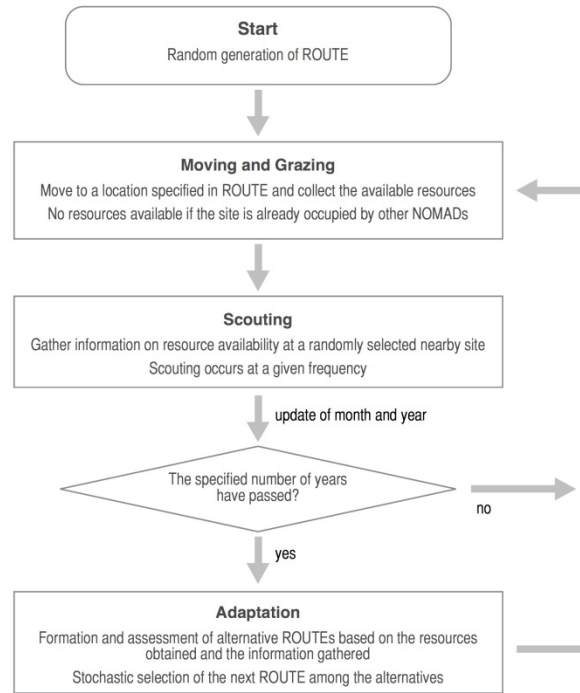 Start
Random generation of ROUTE
Moving and Grazing
Move to a location specified in ROUTE and collect the available resources
No resources available if the site is already occupied by other NOMADs
Scouting
Gather information on resource availability at a randomly selected nearby site
Scouting occurs at a given frequency
update of month and year
The specified number of years
have passed?
no
yes
Adaptation
Formation and assessment of alternative ROUTEs based on the resources
obtained and the information gathered
Stochastic selection of the next ROUTE among the alternatives